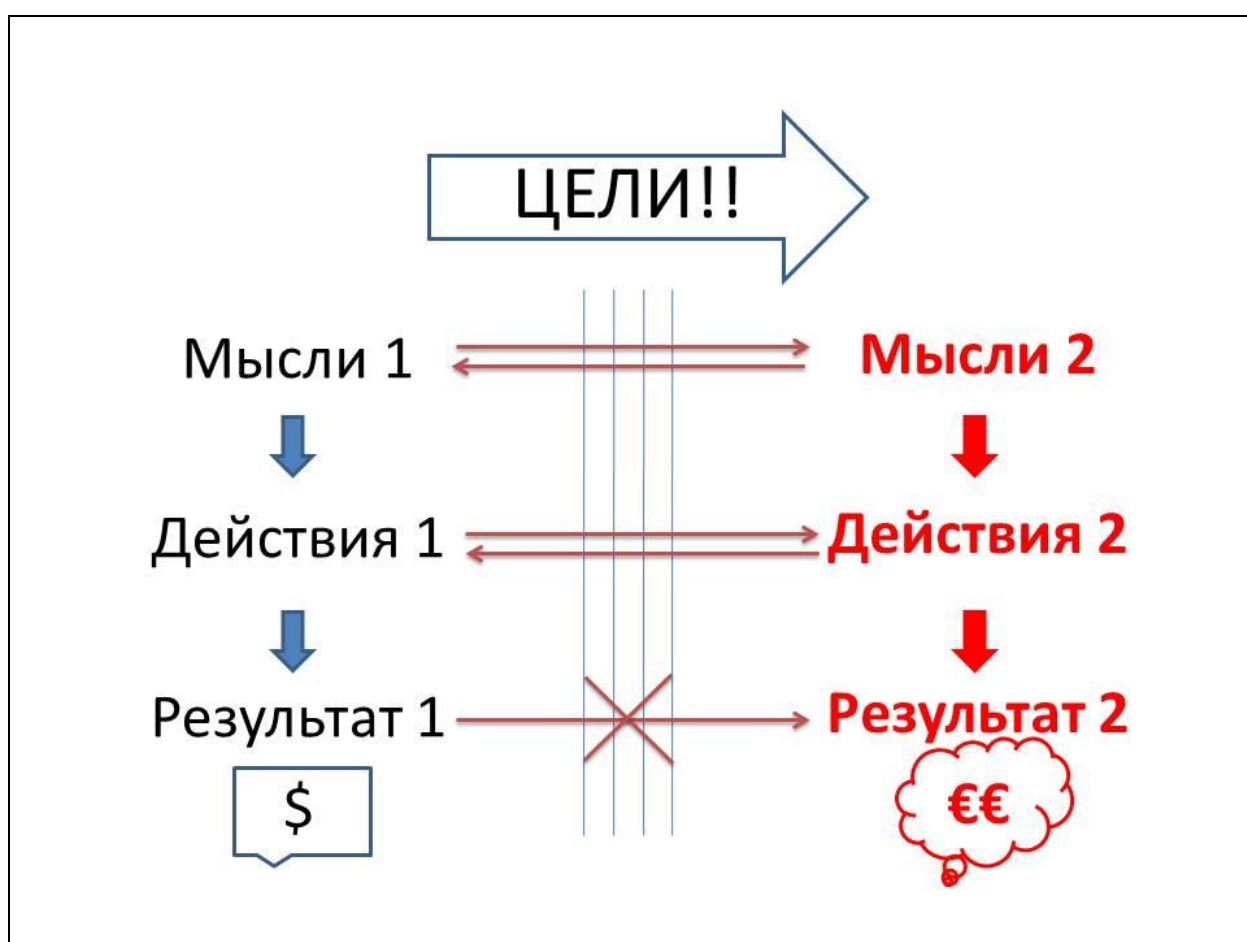 ЦЕЛИ!!
Мысли 1
Мысли 2
Действия 1
Действия 2
Результат 1
Результат 2
$
€€